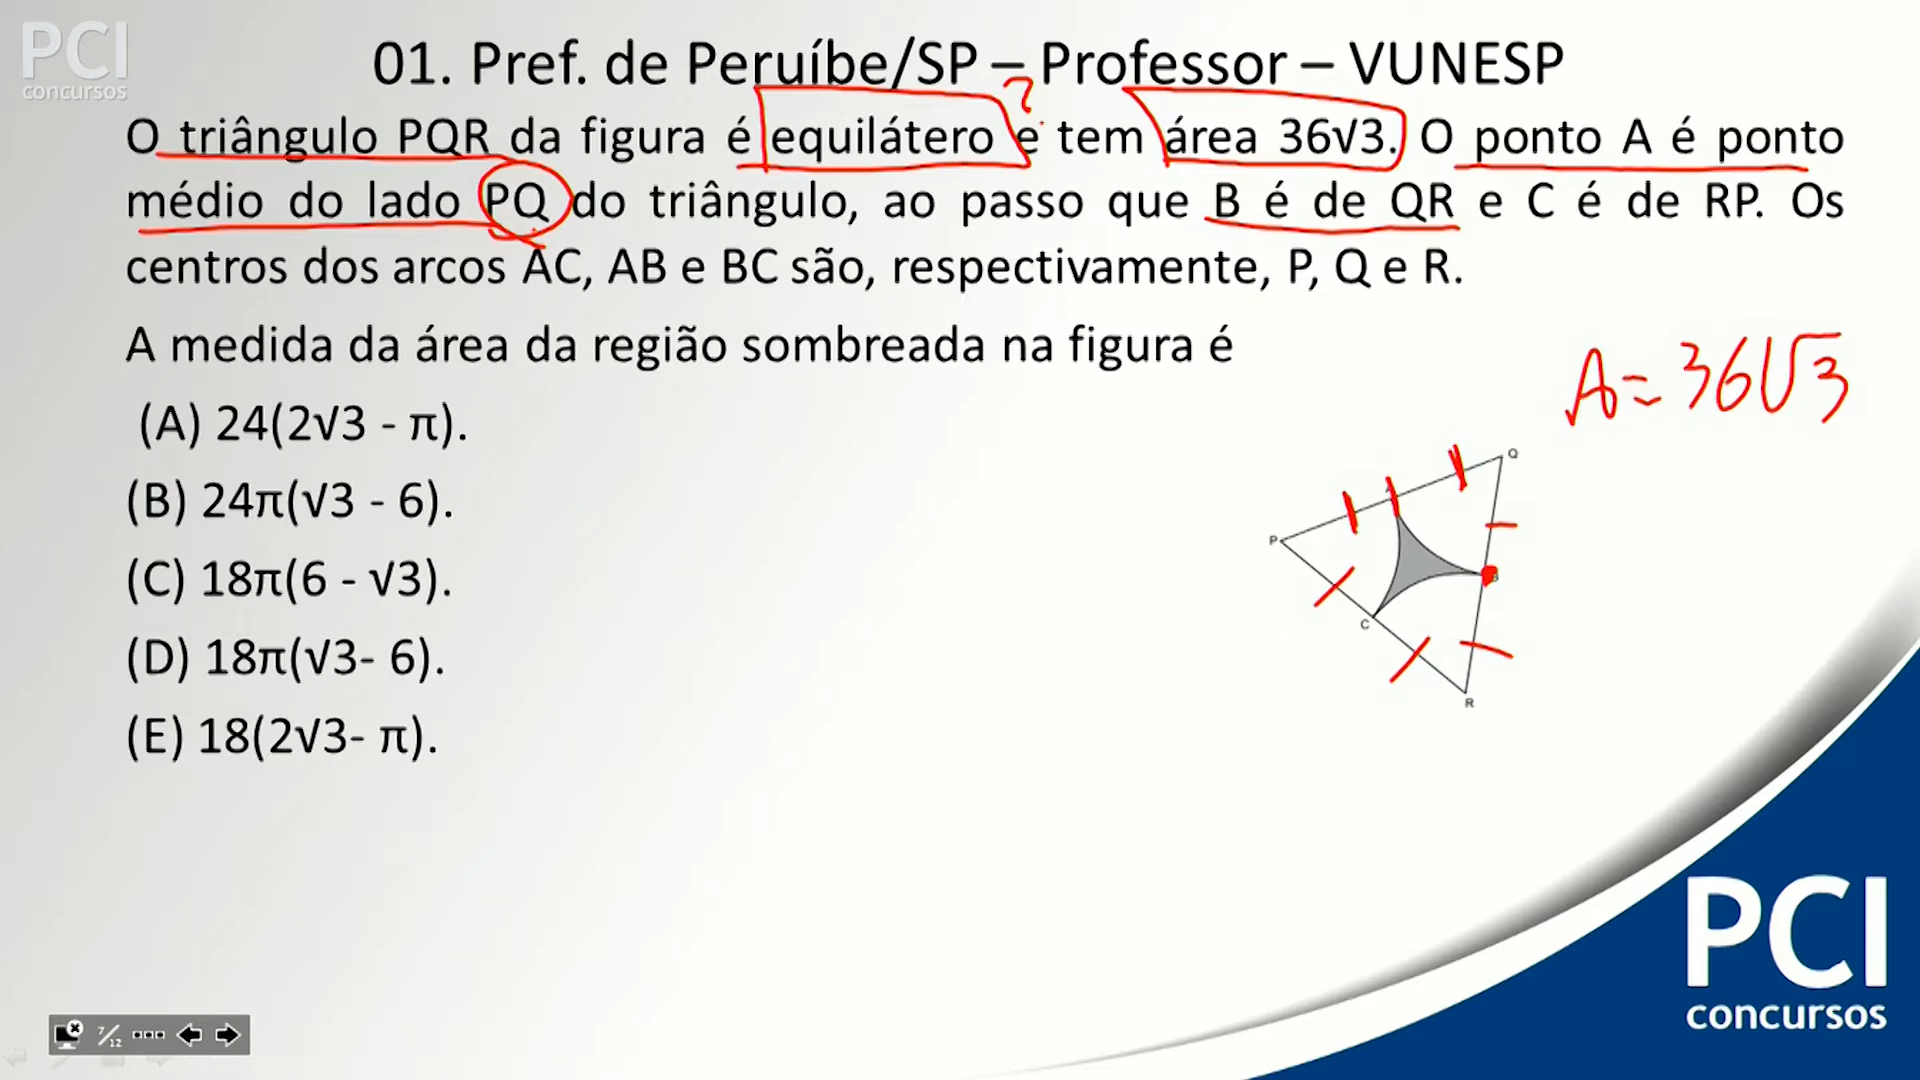 PCI
concursos
01. Pref. de Peruíbe/SP – Professor – VUNESP
O triângulo PQR da figura é equilátero e tem área 36√3. O ponto A é ponto
médio do lado PQ do triângulo, ao passo que B é de QR e C é de RP. Os
centros dos arcos AC, AB e BC são, respectivamente, P, Q e R.
A medida da área da região sombreada na figura é
(A) 24(2√3 - π).
(B) 24π(√3 - 6).
(C) 18π(6 - √3).
(D) 18π(√3- 6).
(E) 18(2√3- π).
A= 36√3
Q
P
C
R
PCI
concursos
7/12